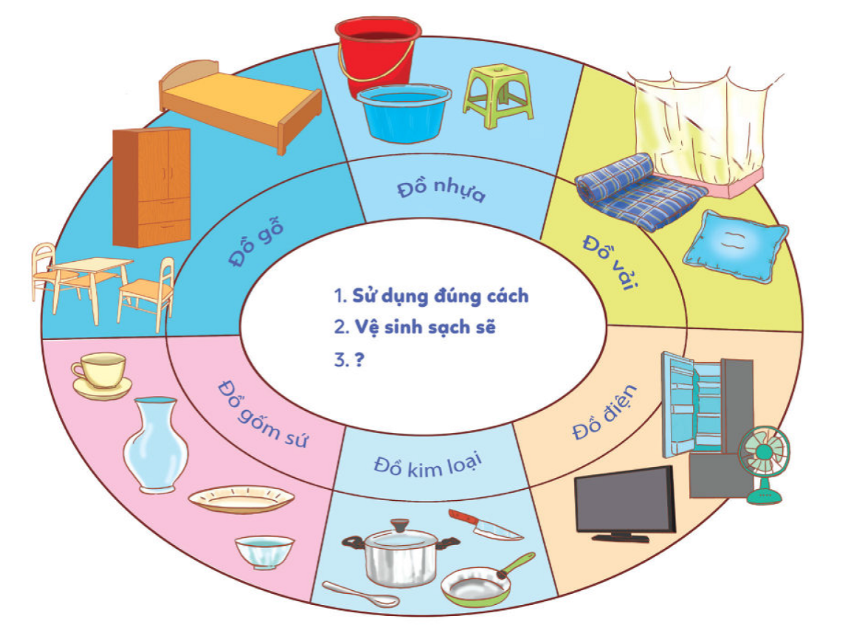 Đồ nhựa
Đồ gỗ
Đồ vải
1. Sử dụng đúng cách
2. Vệ sinh sạch sẽ
3. ?
Đồ gốm sứ
Đồ kim loại
Đồ điện